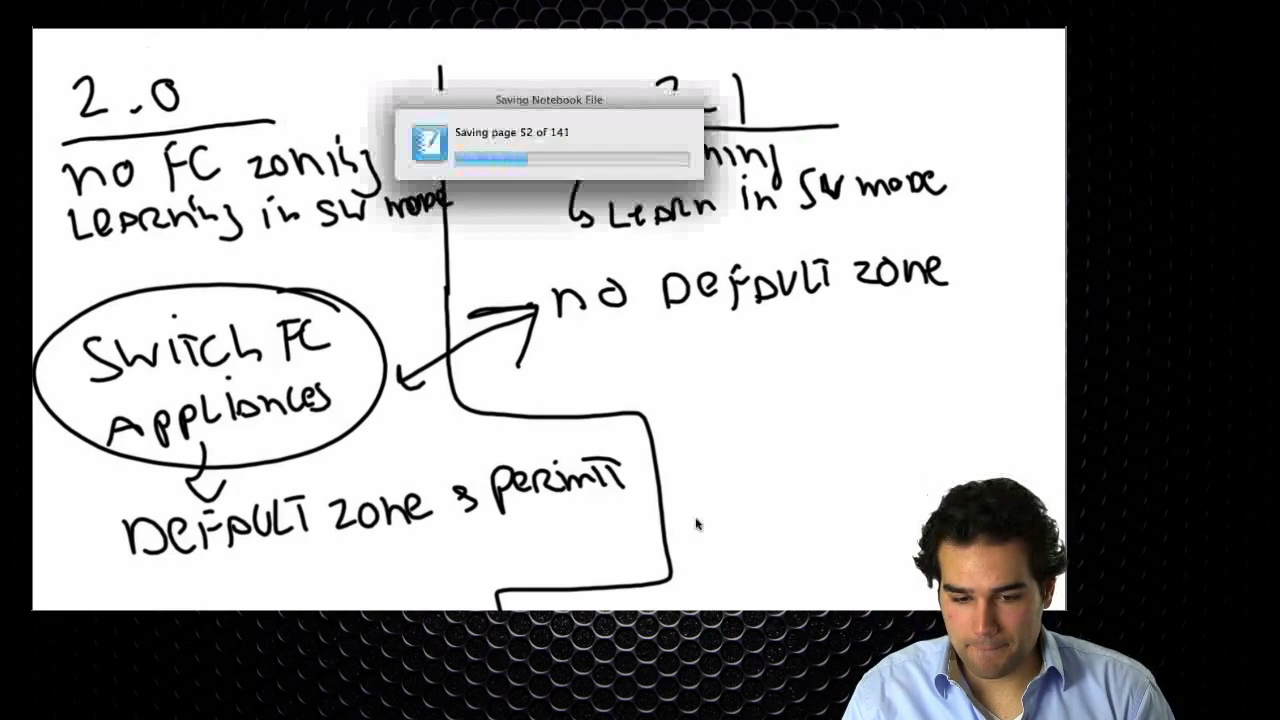 2.0
no FC zoning
Learning in SW mode
Switch FC
Appliances
Default zone & permit
Saving Notebook File
Saving page 52 of 141
↳ Learn in SW mode
no Default zone